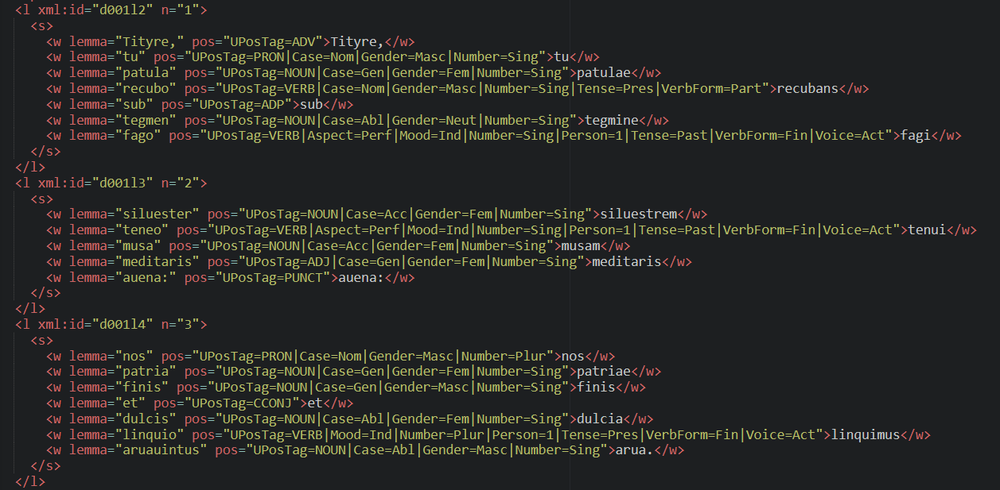 <l xml:id="d001l2" n="1">
<s>
<w lemma="Tityre," pos="UPosTag=ADV">Tityre,</w>
<w lemma="tu" pos="UPosTag=PRON|Case=Nom|Gender=Masc|Number=Sing">tu</w>
<w lemma="patula" pos="UPosTag=NOUN|Case=Gen|Gender=Fem|Number=Sing">patulae</w>
<w lemma="recubo" pos="UPosTag=VERB|Case=Nom|Gender=Masc|Number=Sing|Tense=Pres|VerbForm=Part">recubans</w>
<w lemma="sub" pos="UPosTag=ADP">sub</w>
<w lemma="tegmen" pos="UPosTag=NOUN|Case=Abl|Gender=Neut|Number=Sing">tegmine</w>
<w lemma="fago" pos="UPosTag=VERB|Aspect=Perf|Mood=Ind|Number=Sing|Person=1|Tense=Past|VerbForm=Fin|Voice=Act">fagi</w>
</s>
</l>
<l xml:id="d001l3" n="2">
<s>
<w lemma="siluester" pos="UPosTag=NOUN|Case=Acc|Gender=Fem|Number=Sing">siluestrem</w>
<w lemma="teneo" pos="UPosTag=VERB|Aspect=Perf|Mood=Ind|Number=Sing|Person=1|Tense=Past|VerbForm=Fin|Voice=Act">tenui</w>
<w lemma="musa" pos="UPosTag=NOUN|Case=Acc|Gender=Fem|Number=Sing">musam</w>
<w lemma="meditaris" pos="UPosTag=ADJ|Case=Gen|Gender=Fem|Number=Sing">meditaris</w>
<w lemma="auena:" pos="UPosTag=PUNCT">auena:</w>
</s>
</l>
<l xml:id="d001l4" n="3">
<s>
<w lemma="nos" pos="UPosTag=PRON|Case=Nom|Gender=Masc|Number=Plur">nos</w>
<w lemma="patria" pos="UPosTag=NOUN|Case=Gen|Gender=Fem|Number=Sing">patriae</w>
<w lemma="finis" pos="UPosTag=NOUN|Case=Gen|Gender=Masc|Number=Sing">finis</w>
<w lemma="et" pos="UPosTag=CCONJ">et</w>
<w lemma="dulcis" pos="UPosTag=NOUN|Case=Abl|Gender=Fem|Number=Sing">dulcia</w>
<w lemma="linquio" pos="UPosTag=VERB|Mood=Ind|Number=Plur|Person=1|Tense=Pres|VerbForm=Fin|Voice=Act">linquimus</w>
<w lemma="aruauintus" pos="UPosTag=NOUN|Case=Abl|Gender=Masc|Number=Sing">arua.</w>
</s>
</l>